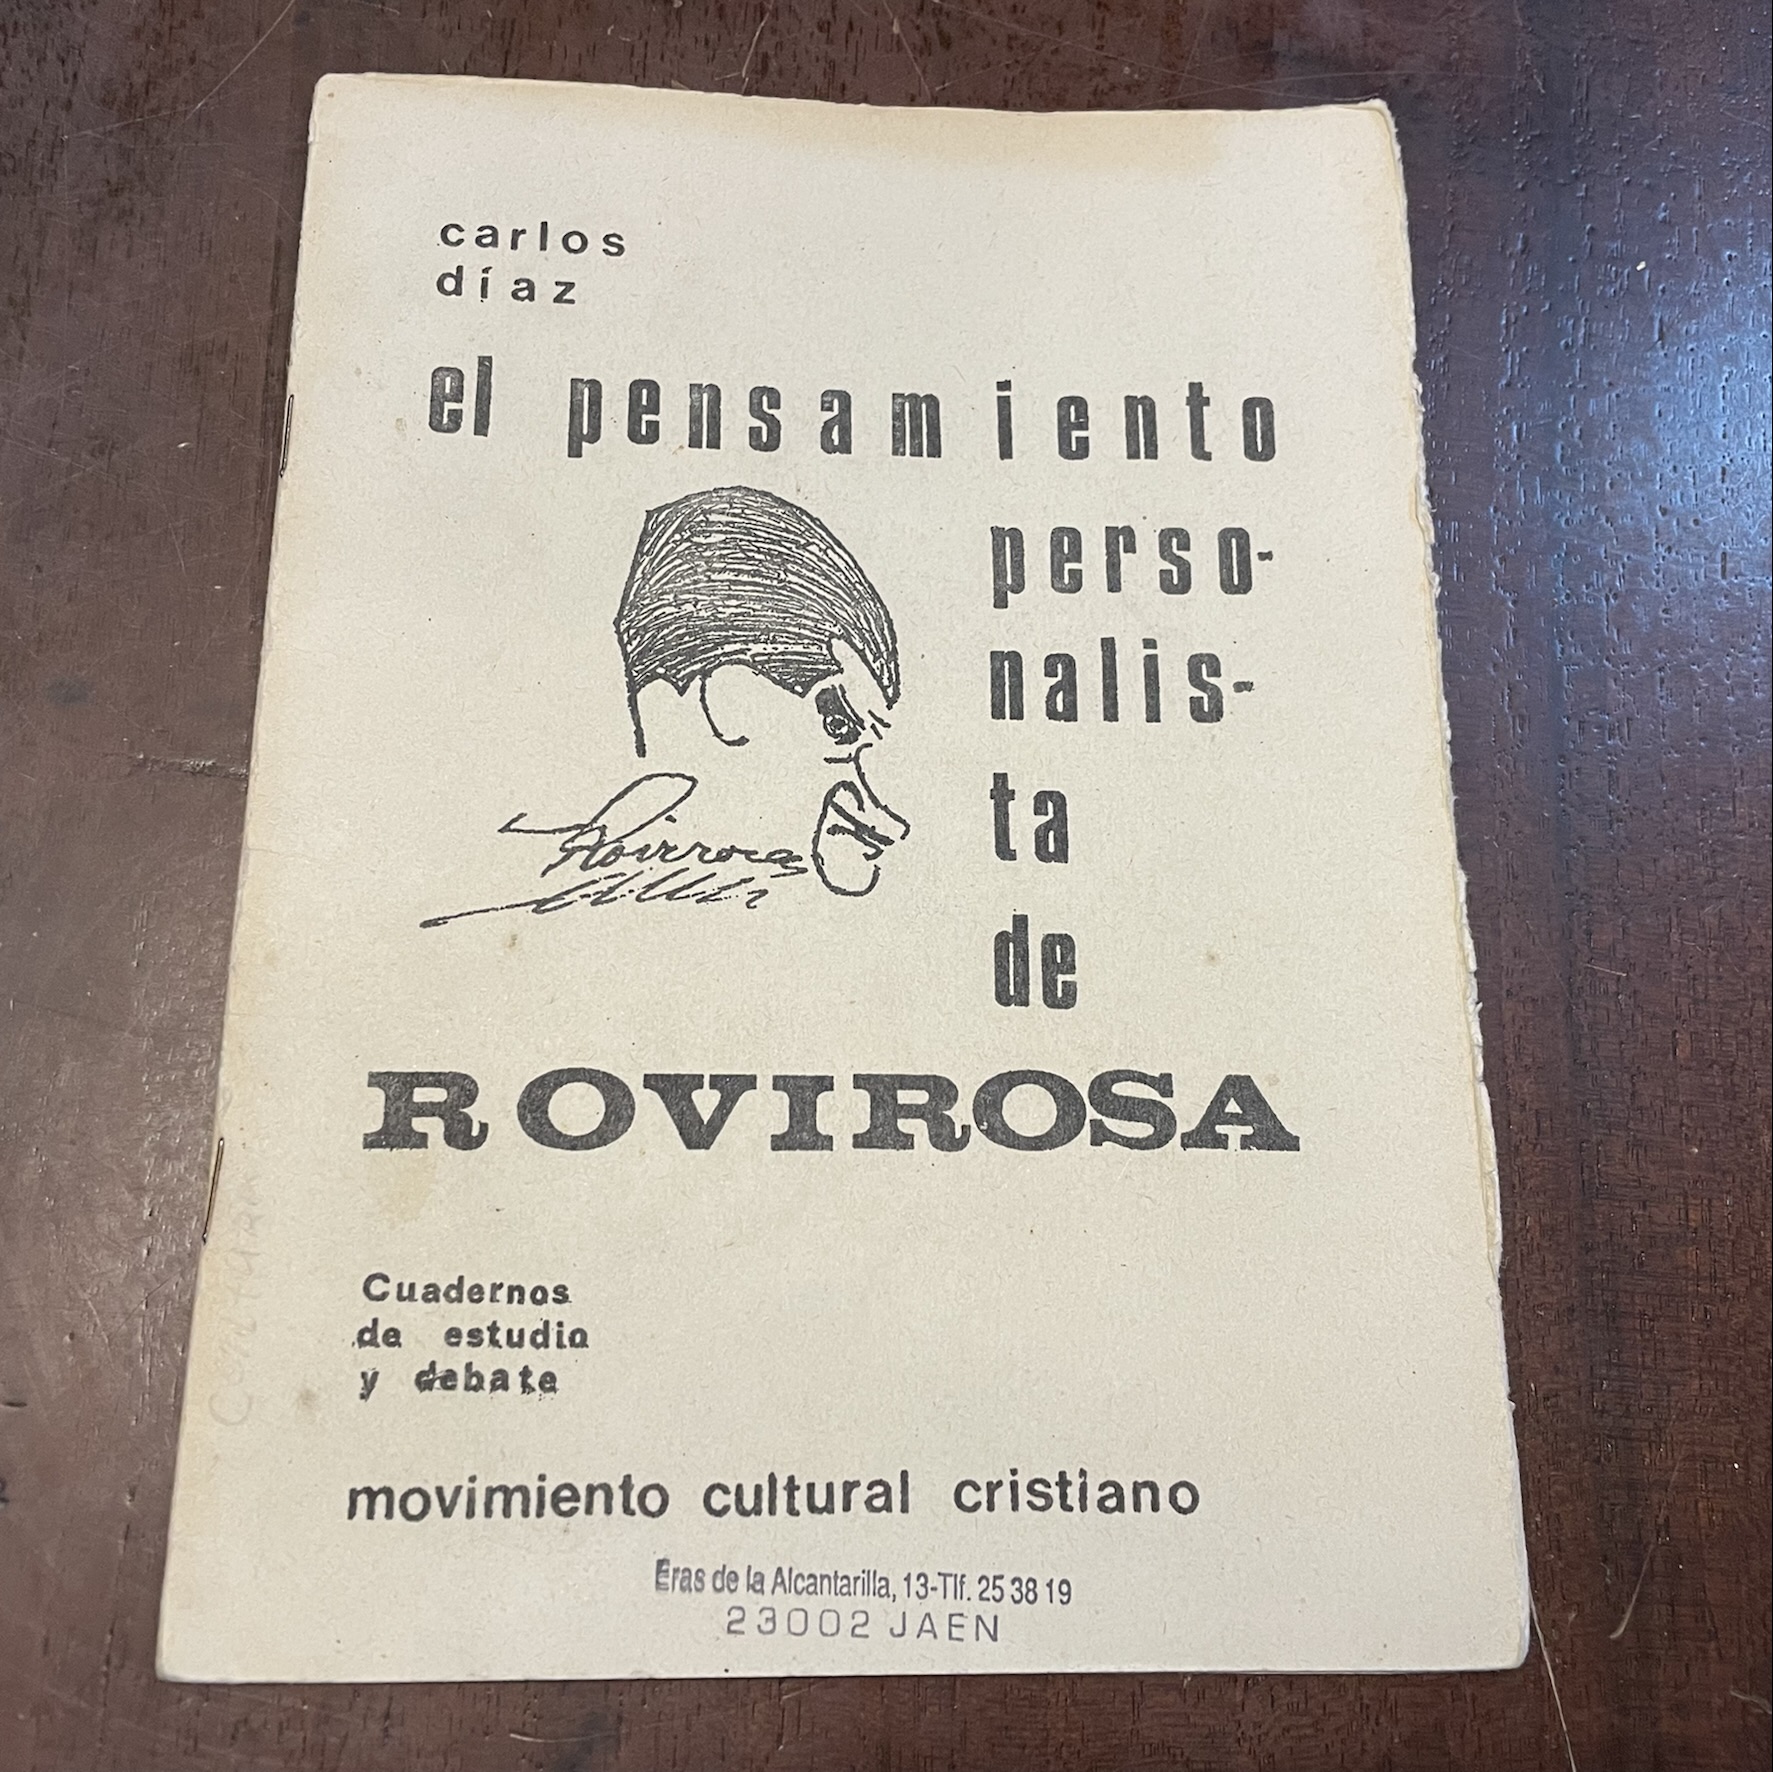 carlos
díaz
el pensamiento
perso-
nalis-
ta
de
Rovirosa
ROVIROSA
Cuadernos
de estudio
y debate
movimiento cultural cristiano
Eras de la Alcantarilla, 13-Tlf. 25 38 19
23002 JAEN